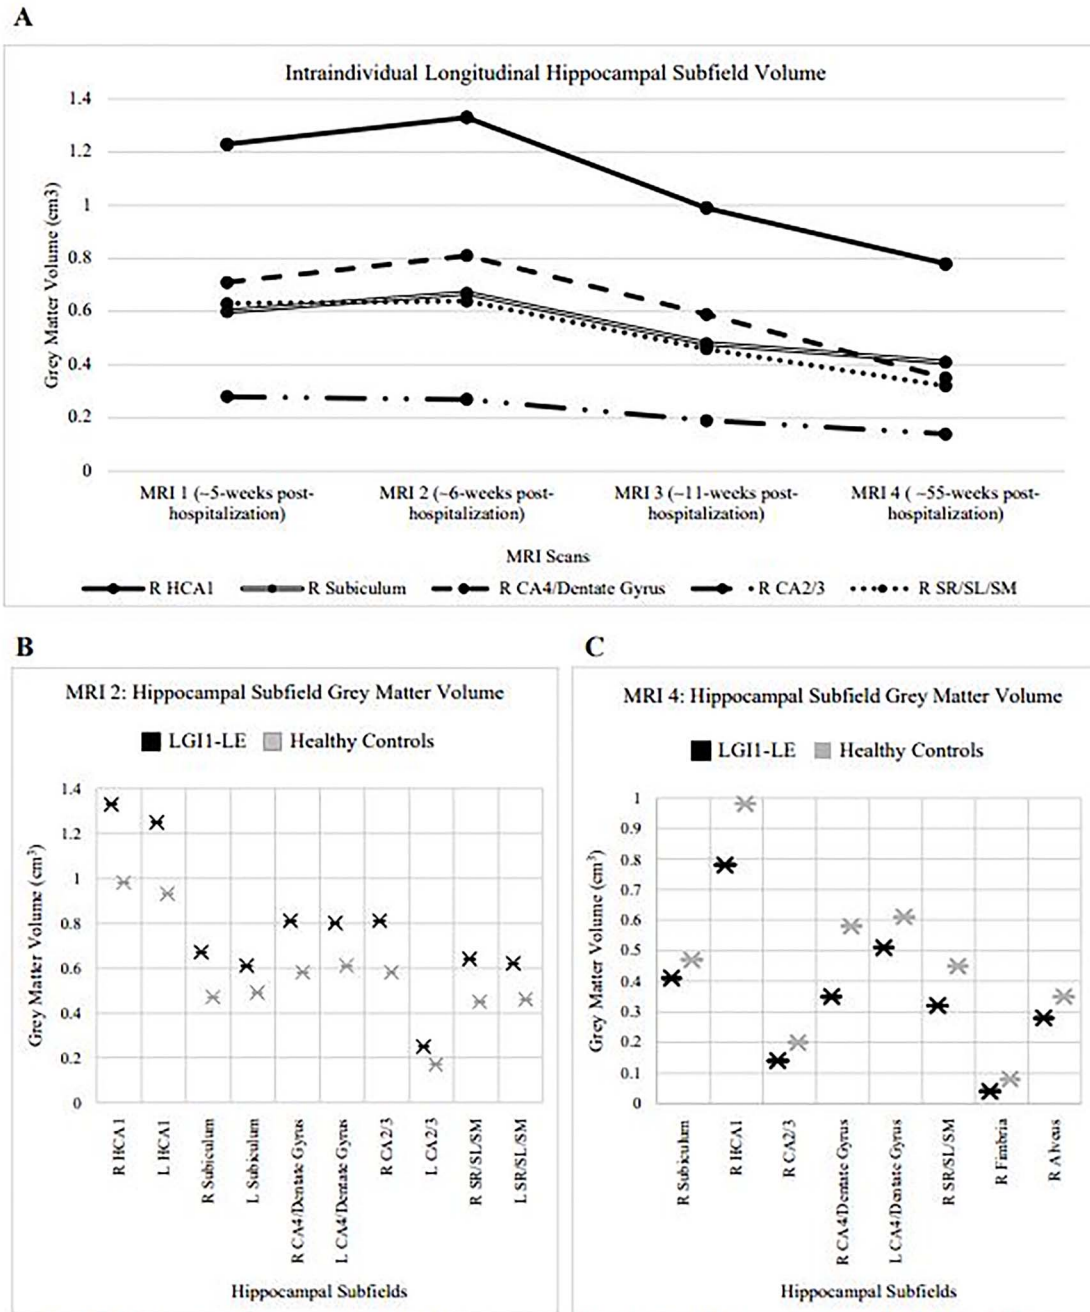 A
Intraindividual Longitudinal Hippocampal Subfield Volume
Grey Matter Volume (cm3)
1.4
1.2
1
0.8
0.6
0.4
0.2
0
MRI 1 (~5-weeks post-
hospitalization)
MRI 2 (~6-weeks post-
hospitalization)
MRI 3 (~11-weeks post-
hospitalization)
MRI 4 ( ~55-weeks post-
hospitalization)
MRI Scans
R HCA1
R Subiculum
R CA4/Dentate Gyrus
R CA2/3
R SR/SL/SM
B
MRI 2: Hippocampal Subfield Grey Matter Volume
LGI1-LE
Healthy Controls
Grey Matter Volume (cm³)
1.4
1.2
1
0.8
0.6
0.4
0.2
0
R HCA1
L HCA1
R Subiculum
L Subiculum
R CA4/Dentate Gyrus
L CA4/Dentate Gyrus
R CA2/3
L CA2/3
R SR/SL/SM
L SR/SL/SM
Hippocampal Subfields
C
MRI 4: Hippocampal Subfield Grey Matter Volume
LGI1-LE
Healthy Controls
Grey Matter Volume (cm³)
1
0.9
0.8
0.7
0.6
0.5
0.4
0.3
0.2
0.1
0
R Subiculum
R HCA1
R CA2/3
R CA4/Dentate Gyrus
L CA4/Dentate Gyrus
R SR/SL/SM
R Fimbria
R Alveus
Hippocampal Subfields